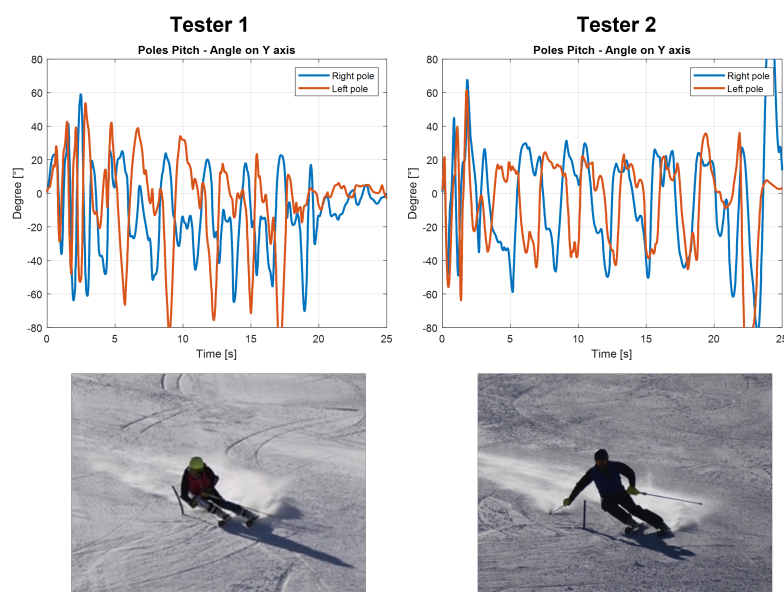 Tester 1
Poles Pitch - Angle on Y axis
Right pole
Left pole
80
60
40
20
0
-20
-40
-60
-80
Degree [°]
0
5
10
15
20
25
Time [s]
Tester 2
Poles Pitch - Angle on Y axis
Right pole
Left pole
80
60
40
20
0
-20
-40
-60
-80
Degree [°]
0
5
10
15
20
25
Time [s]